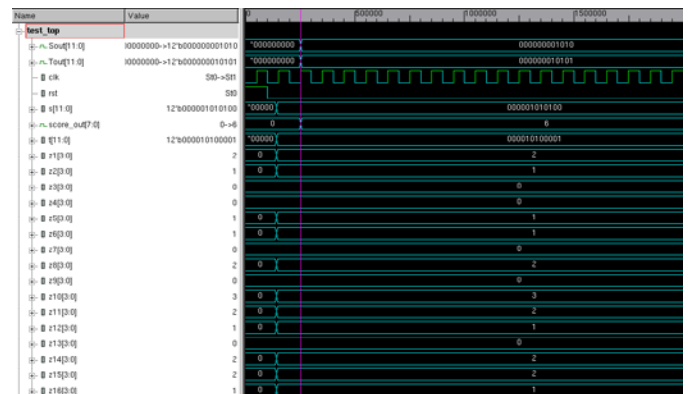 Name Value 0 500000 1000000 1500000
test_top
Sout[11:0] I0000000->12'b000000001010 *000000000 000000001010
Tout[11:0] I0000000->12'b000000010101 *000000000 000000010101
clk St0->St1
rst St0
s[11:0] 12'b000001010100 *00000 000001010100
score_out[7:0] 0->6 0 6
t[11:0] 12'b000010100001 *00000 000010100001
z1[3:0] 2 0 2
z2[3:0] 1 0 1
z3[3:0] 0 0
z4[3:0] 0 0
z5[3:0] 1 0 1
z6[3:0] 1 0 1
z7[3:0] 0 0
z8[3:0] 2 0 2
z9[3:0] 0 0
z10[3:0] 3 0 3
z11[3:0] 2 0 2
z12[3:0] 1 0 1
z13[3:0] 0 0
z14[3:0] 2 0 2
z15[3:0] 2 0 2
z16[3:0] 1 0 1